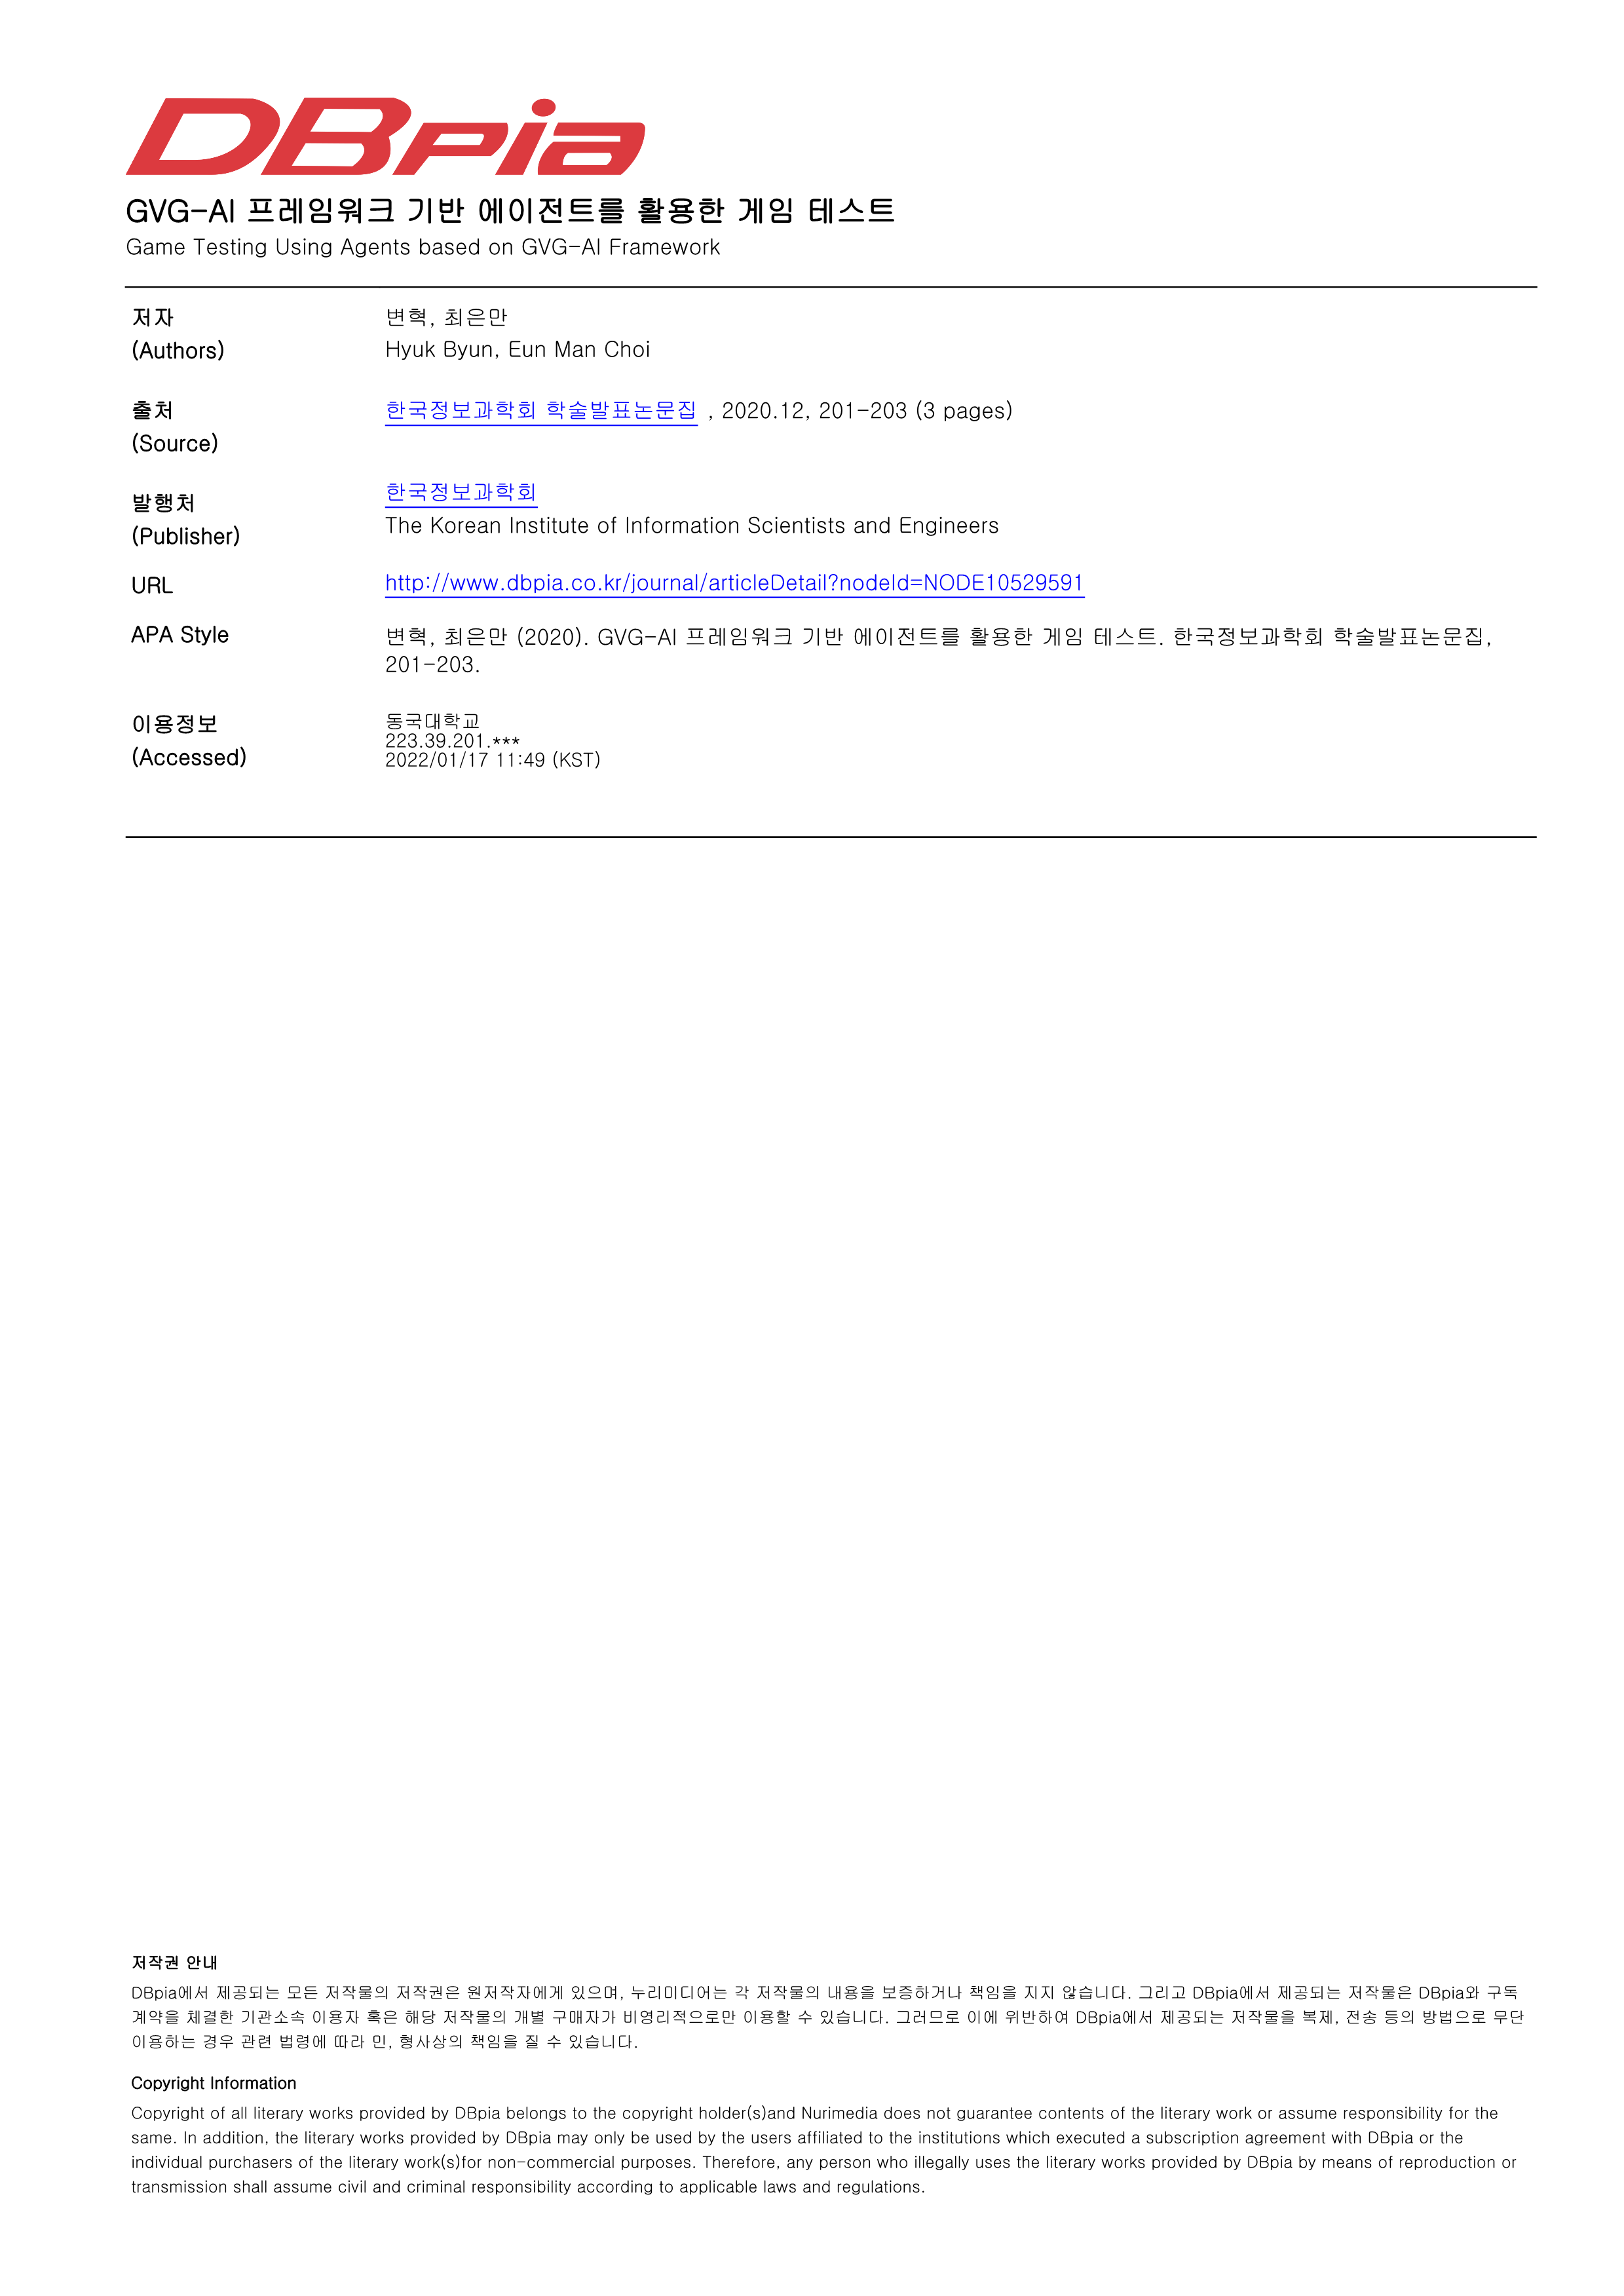 DBpia
GVG-AI 프레임워크 기반 에이전트를 활용한 게임 테스트
Game Testing Using Agents based on GVG-AI Framework
저자
(Authors)
변혁, 최은만
Hyuk Byun, Eun Man Choi
출처
(Source)
한국정보과학회 학술발표논문집 , 2020.12, 201-203 (3 pages)
발행처
(Publisher)
한국정보과학회
The Korean Institute of Information Scientists and Engineers
URL
http://www.dbpia.co.kr/journal/articleDetail?nodeId=NODE10529591
APA Style
변혁, 최은만 (2020). GVG-AI 프레임워크 기반 에이전트를 활용한 게임 테스트. 한국정보과학회 학술발표논문집,
201-203.
이용정보
(Accessed)
동국대학교
223.39.201.***
2022/01/17 11:49 (KST)
저작권 안내
DBpia에서 제공되는 모든 저작물의 저작권은 원저작자에게 있으며, 누리미디어는 각 저작물의 내용을 보증하거나 책임을 지지 않습니다. 그리고 DBpia에서 제공되는 저작물은 DBpia와 구독
계약을 체결한 기관소속 이용자 혹은 해당 저작물의 개별 구매자가 비영리적으로만 이용할 수 있습니다. 그러므로 이에 위반하여 DBpia에서 제공되는 저작물을 복제, 전송 등의 방법으로 무단
이용하는 경우 관련 법령에 따라 민, 형사상의 책임을 질 수 있습니다.
Copyright Information
Copyright of all literary works provided by DBpia belongs to the copyright holder(s)and Nurimedia does not guarantee contents of the literary work or assume responsibility for the
same. In addition, the literary works provided by DBpia may only be used by the users affiliated to the institutions which executed a subscription agreement with DBpia or the
individual purchasers of the literary work(s)for non-commercial purposes. Therefore, any person who illegally uses the literary works provided by DBpia by means of reproduction or
transmission shall assume civil and criminal responsibility according to applicable laws and regulations.